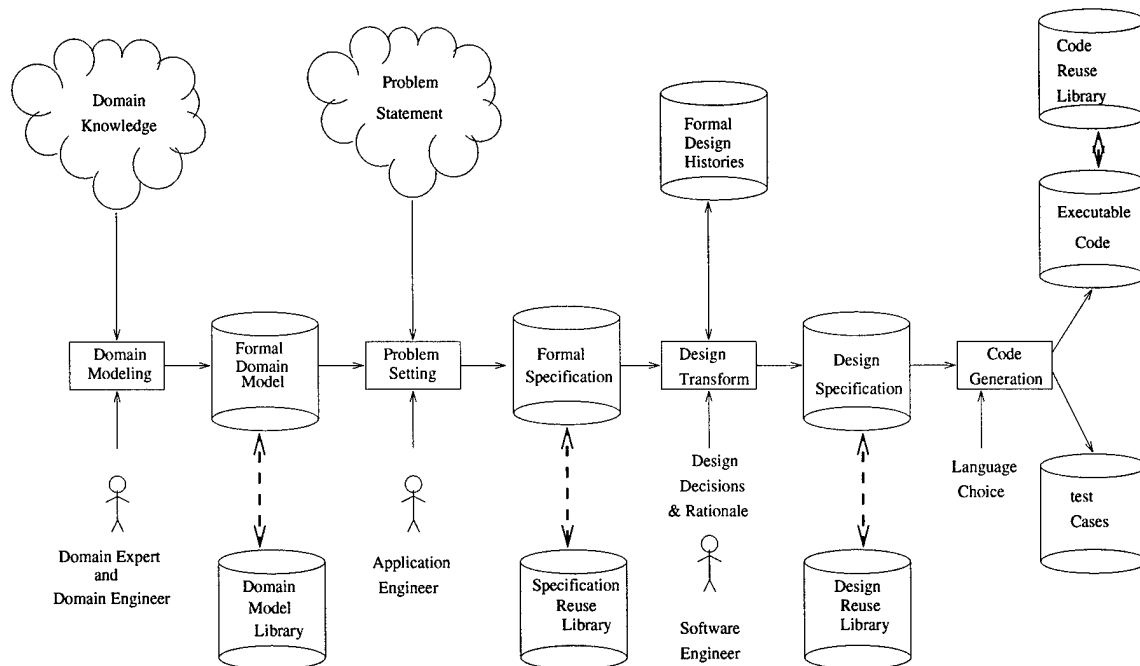 Domain
Knowledge
Problem
Statement
Formal
Design
Histories
Code
Reuse
Library
Executable
Code
Domain
Modeling
Formal
Domain
Model
Problem
Setting
Formal
Specification
Design
Transform
Design
Specification
Code
Generation
Domain Expert
and
Domain Engineer
Domain
Model
Library
Application
Engineer
Specification
Reuse
Library
Design
Decisions
& Rationale
Software
Engineer
Design
Reuse
Library
Language
Choice
test
Cases